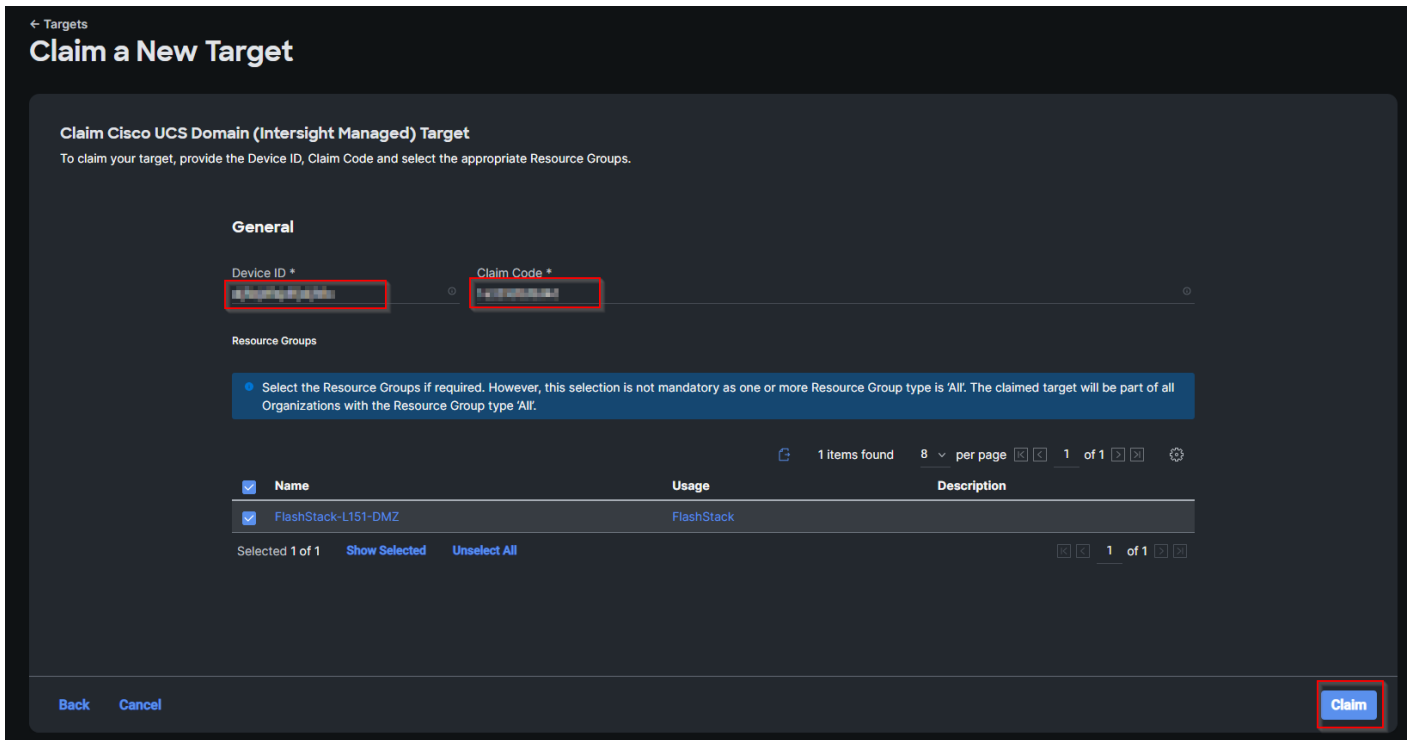 ← Targets
Claim a New Target
Claim Cisco UCS Domain (Intersight Managed) Target
To claim your target, provide the Device ID, Claim Code and select the appropriate Resource Groups.
General
Device ID * Claim Code *
Resource Groups
Select the Resource Groups if required. However, this selection is not mandatory as one or more Resource Group type is 'All'. The claimed target will be part of all
Organizations with the Resource Group type 'All'.
1 items found 8 per page 1 of 1
Name Usage Description
FlashStack-L151-DMZ FlashStack
Selected 1 of 1 Show Selected Unselect All 1 of 1
Back Cancel Claim